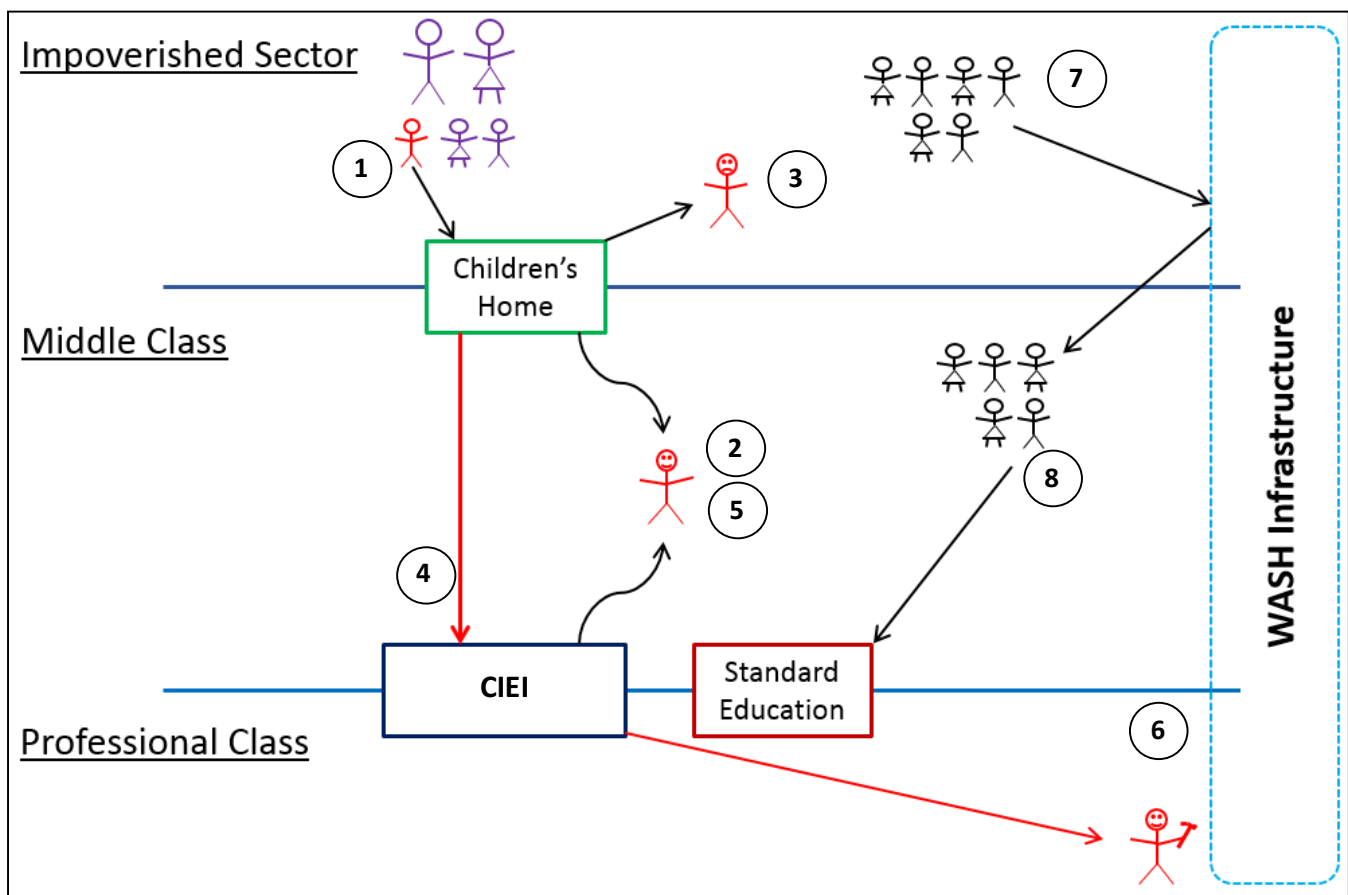 Impoverished Sector
7
1
3
Children's
Home
Middle Class
2
8
5
4
WASH Infrastructure
CIEI
Standard
Education
6
Professional Class